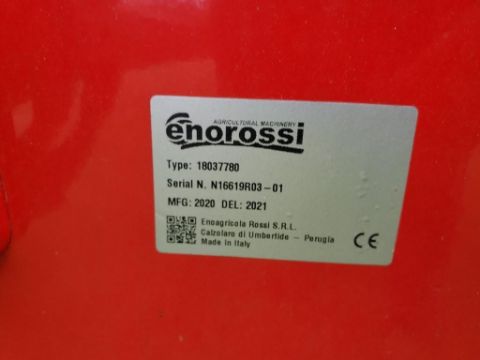 AGRICULTURAL MACHINERY
enorossi
Type: 18037780
Serial N. N16619R03-01
MFG: 2020 DEL: 2021
Enoagricola Rossi S.R.L.
Calzolaro di Umbertide - Perugia
Made in Italy
CE